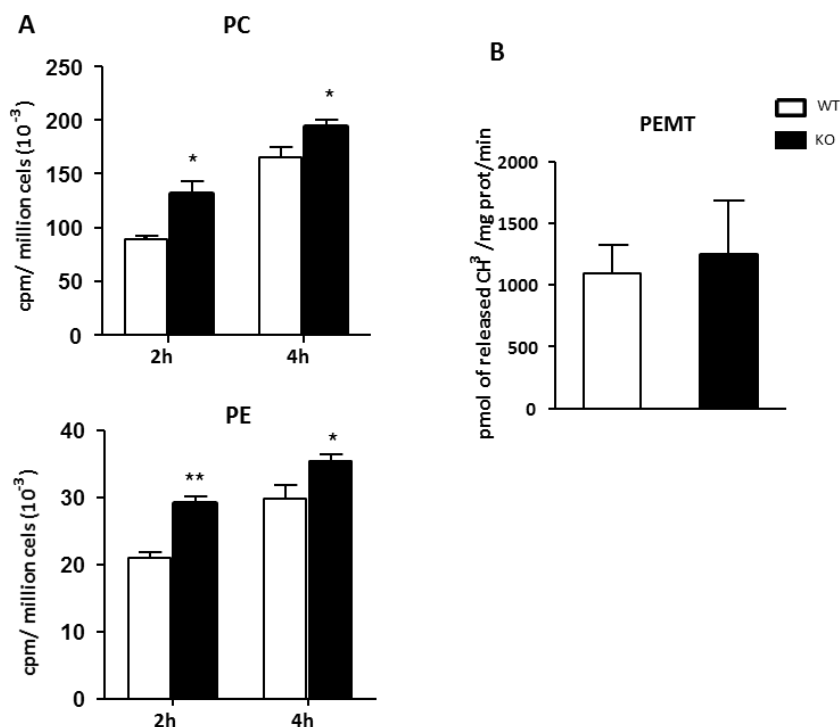 A
PC
cpm/ million cells (10⁻³)
250
200
150
100
50
0
*
*
2h
4h
PE
cpm/ million cells (10⁻³)
40
30
20
10
0
**
*
2h
4h
B
WT
KO
PEMT
pmol of released CH³ /mg prot/min
2000
1500
1000
500
0